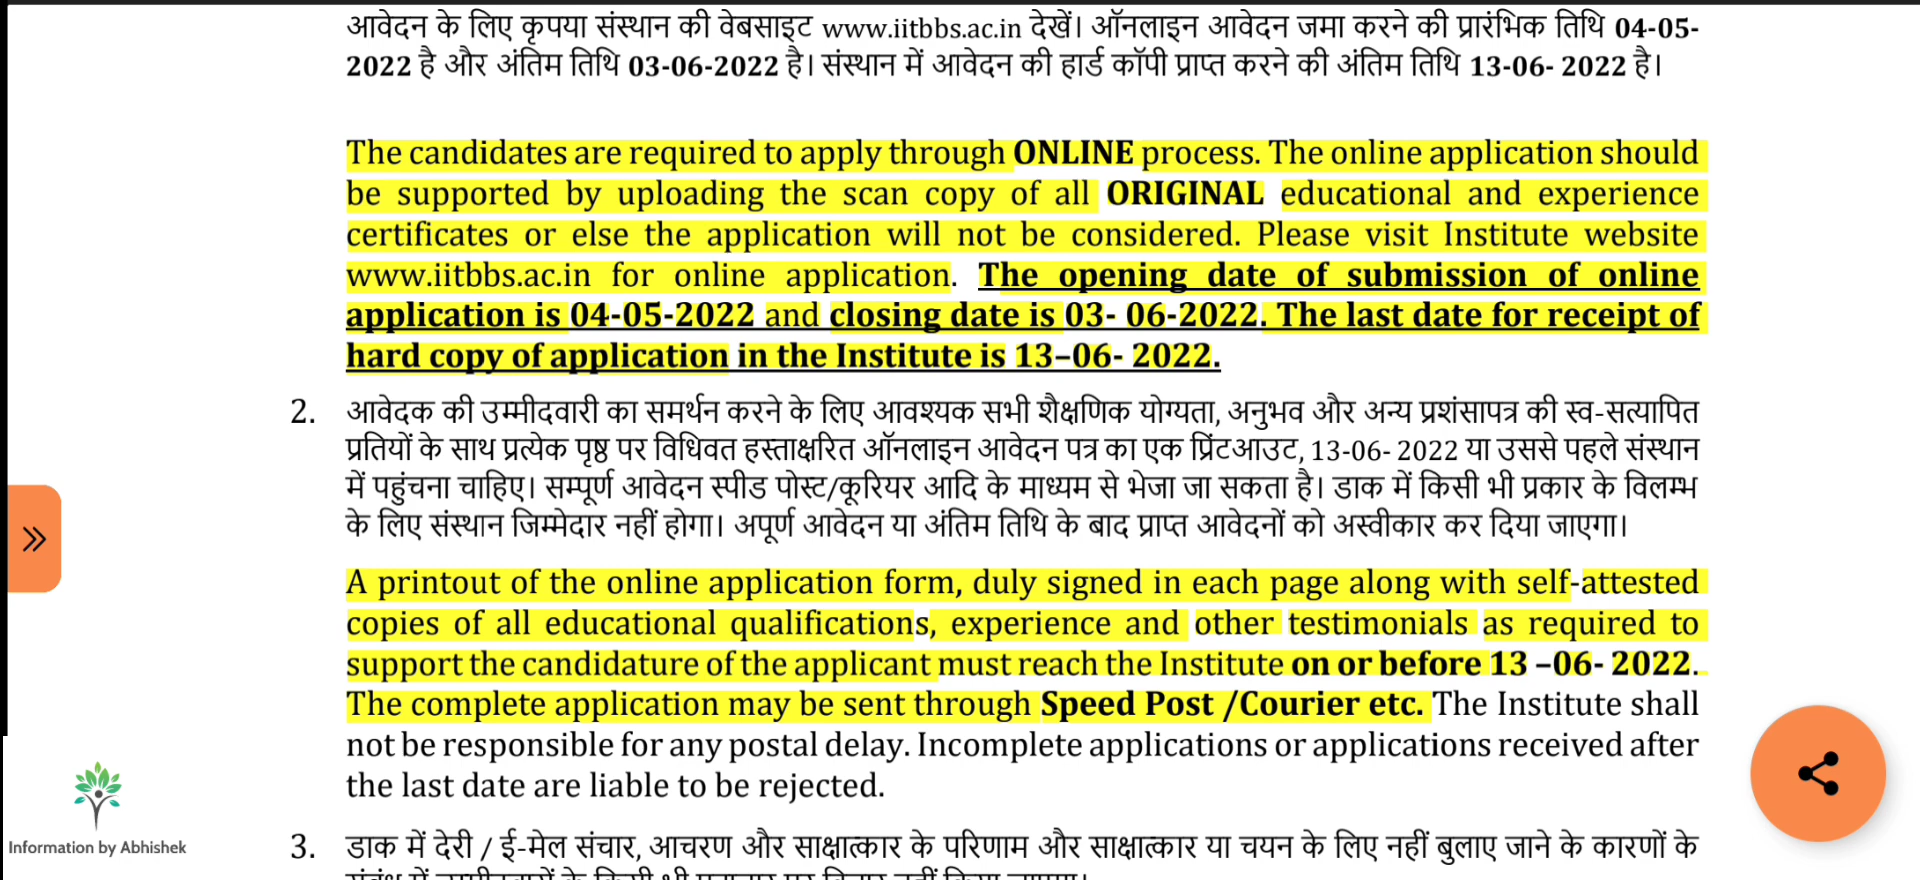 आवेदन के लिए कृपया संस्थान की वेबसाइट www.iitbbs.ac.in देखें। ऑनलाइन आवेदन जमा करने की प्रारंभिक तिथि 04-05-
2022 है और अंतिम तिथि 03-06-2022 है। संस्थान में आवेदन की हार्ड कॉपी प्राप्त करने की अंतिम तिथि 13-06- 2022 है।
The candidates are required to apply through ONLINE process. The online application should
be supported by uploading the scan copy of all ORIGINAL educational and experience
certificates or else the application will not be considered. Please visit Institute website
www.iitbbs.ac.in for online application. The opening date of submission of online
application is 04-05-2022 and closing date is 03- 06-2022. The last date for receipt of
hard copy of application in the Institute is 13–06- 2022.
2. आवेदक की उम्मीदवारी का समर्थन करने के लिए आवश्यक सभी शैक्षणिक योग्यता, अनुभव और अन्य प्रशंसापत्र की स्व-सत्यापित
प्रतियों के साथ प्रत्येक पृष्ठ पर विधिवत हस्ताक्षरित ऑनलाइन आवेदन पत्र का एक प्रिंटआउट, 13-06- 2022 या उससे पहले संस्थान
में पहुंचना चाहिए। सम्पूर्ण आवेदन स्पीड पोस्ट/कूरियर आदि के माध्यम से भेजा जा सकता है। डाक में किसी भी प्रकार के विलम्भ
के लिए संस्थान जिम्मेदार नहीं होगा। अपूर्ण आवेदन या अंतिम तिथि के बाद प्राप्त आवेदनों को अस्वीकार कर दिया जाएगा।
A printout of the online application form, duly signed in each page along with self-attested
copies of all educational qualifications, experience and other testimonials as required to
support the candidature of the applicant must reach the Institute on or before 13 –06- 2022.
The complete application may be sent through Speed Post /Courier etc. The Institute shall
not be responsible for any postal delay. Incomplete applications or applications received after
the last date are liable to be rejected.
Information by Abhishek
3. डाक में देरी / ई-मेल संचार, आचरण और साक्षात्कार के परिणाम और साक्षात्कार या चयन के लिए नहीं बुलाए जाने के कारणों के